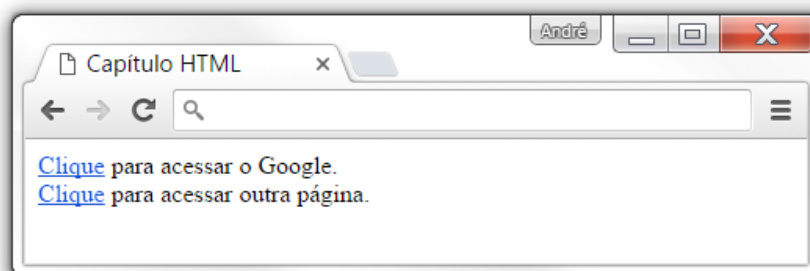 André
Capítulo HTML
Clique para acessar o Google.
Clique para acessar outra página.